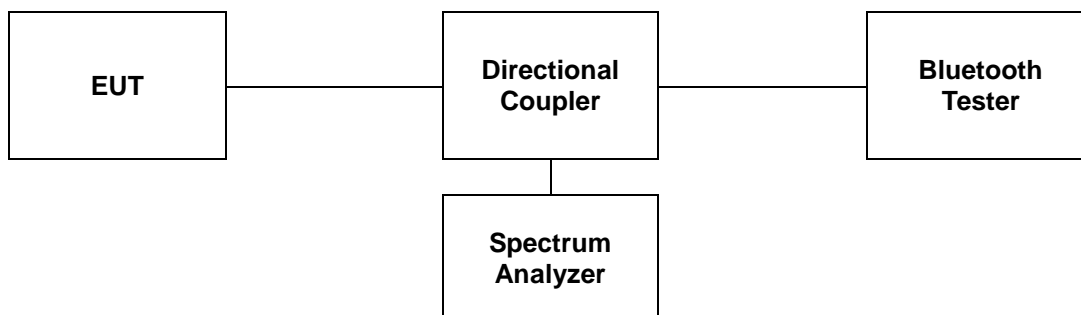 EUT
Directional
Coupler
Bluetooth
Tester
Spectrum
Analyzer